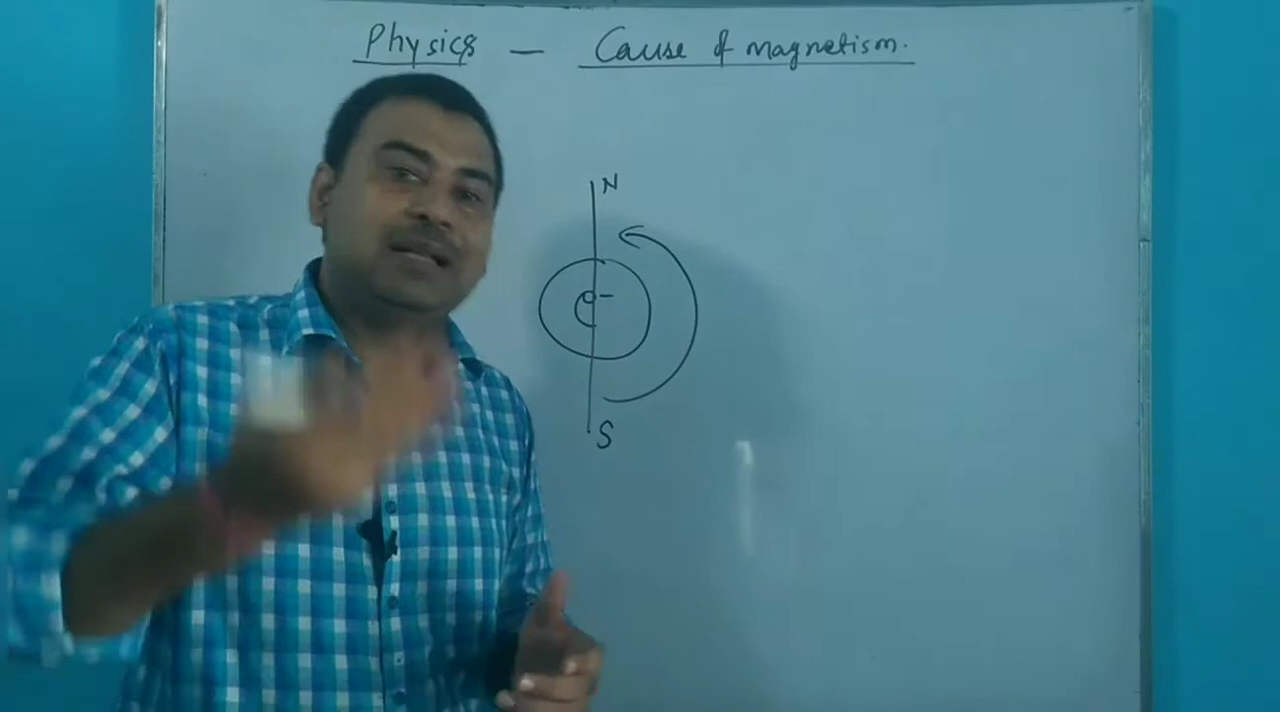 Physics — Cause of magnetism.
N
e-
S